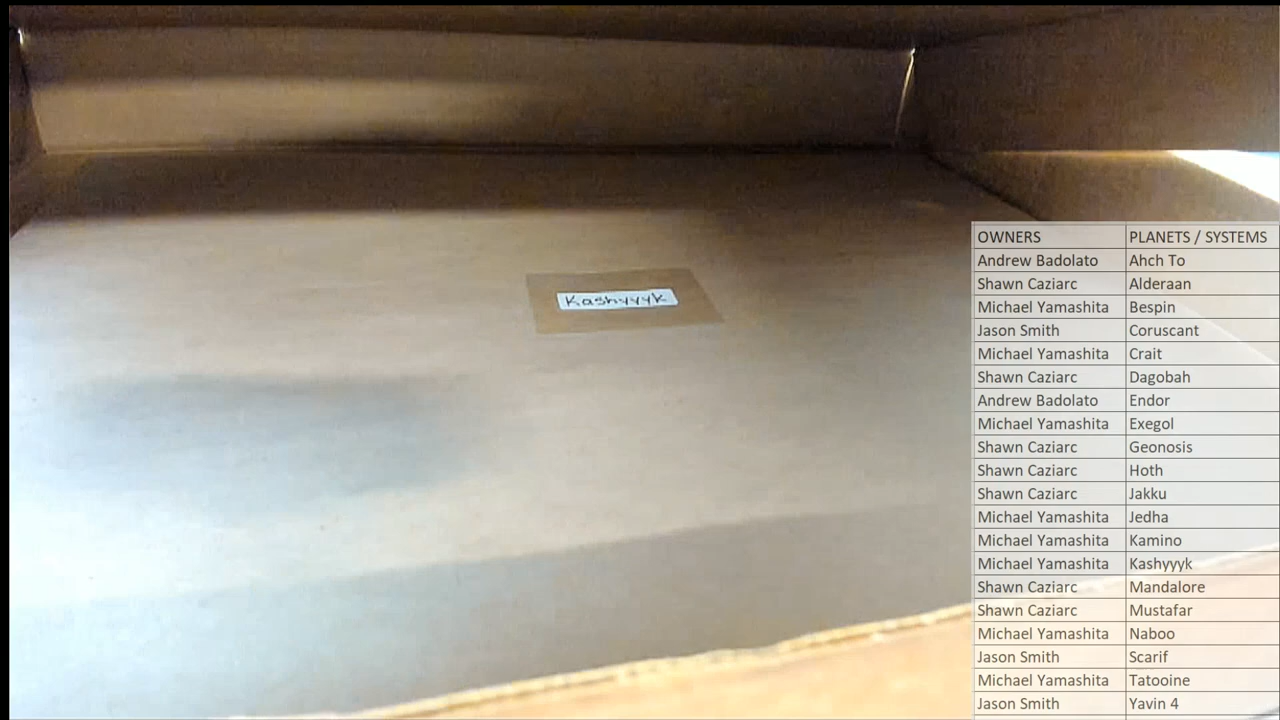 Kashyyyk
OWNERS PLANETS / SYSTEMS
Andrew Badolato Ahch To
Shawn Caziarc Alderaan
Michael Yamashita Bespin
Jason Smith Coruscant
Michael Yamashita Crait
Shawn Caziarc Dagobah
Andrew Badolato Endor
Michael Yamashita Exegol
Shawn Caziarc Geonosis
Shawn Caziarc Hoth
Shawn Caziarc Jakku
Michael Yamashita Jedha
Michael Yamashita Kamino
Michael Yamashita Kashyyyk
Shawn Caziarc Mandalore
Shawn Caziarc Mustafar
Michael Yamashita Naboo
Jason Smith Scarif
Michael Yamashita Tatooine
Jason Smith Yavin 4